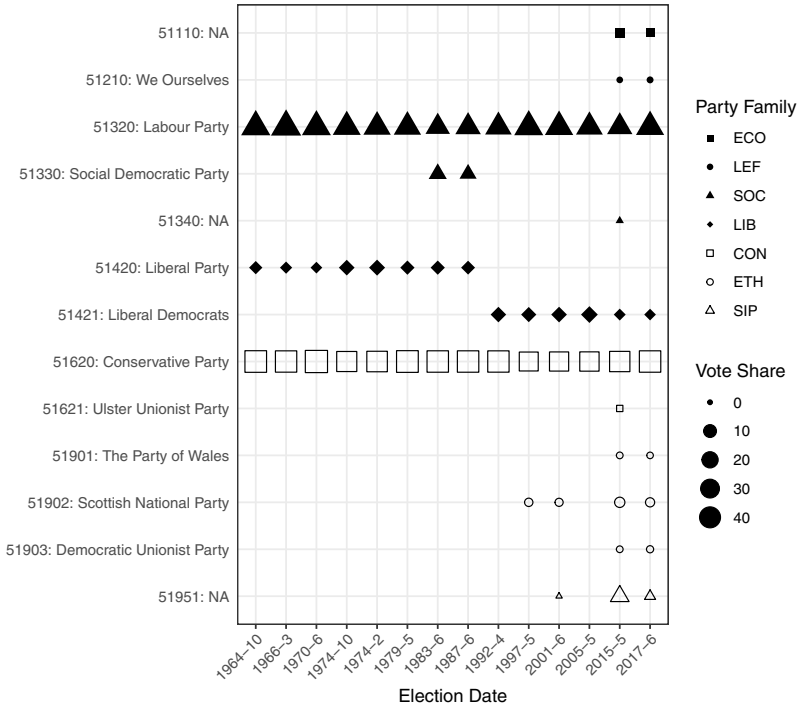 51110: NA
51210: We Ourselves
51320: Labour Party
51330: Social Democratic Party
51340: NA
51420: Liberal Party
51421: Liberal Democrats
51620: Conservative Party
51621: Ulster Unionist Party
51901: The Party of Wales
51902: Scottish National Party
51903: Democratic Unionist Party
51951: NA
1964–10
1966–3
1970–6
1974–10
1974–2
1979–5
1983–6
1987–6
1992–4
1997–5
2001–6
2005–5
2015–5
2017–6
Election Date
Party Family
ECO
LEF
SOC
LIB
CON
ETH
SIP
Vote Share
0
10
20
30
40